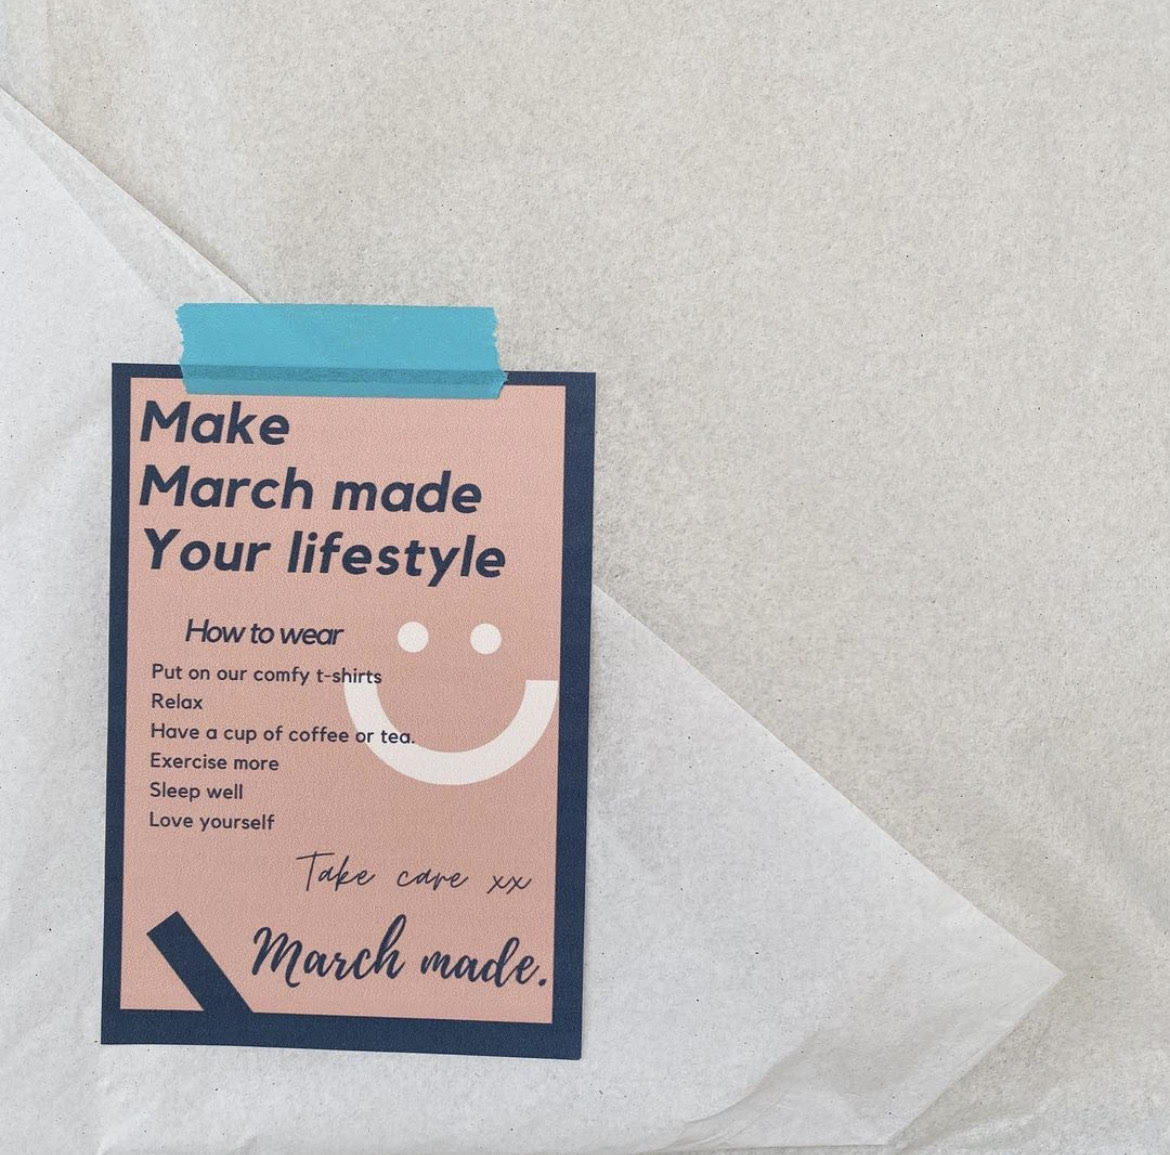 Make
March made
Your lifestyle
How to wear
Put on our comfy t-shirts
Relax
Have a cup of coffee or tea.
Exercise more
Sleep well
Love yourself
Take care xx
March made.